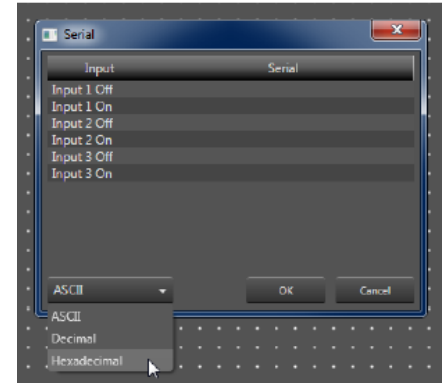 Serial
Input Serial
Input 1 Off
Input 1 On
Input 2 Off
Input 2 On
Input 3 Off
Input 3 On
ASCII OK Cancel
ASCII
Decimal
Hexadecimal